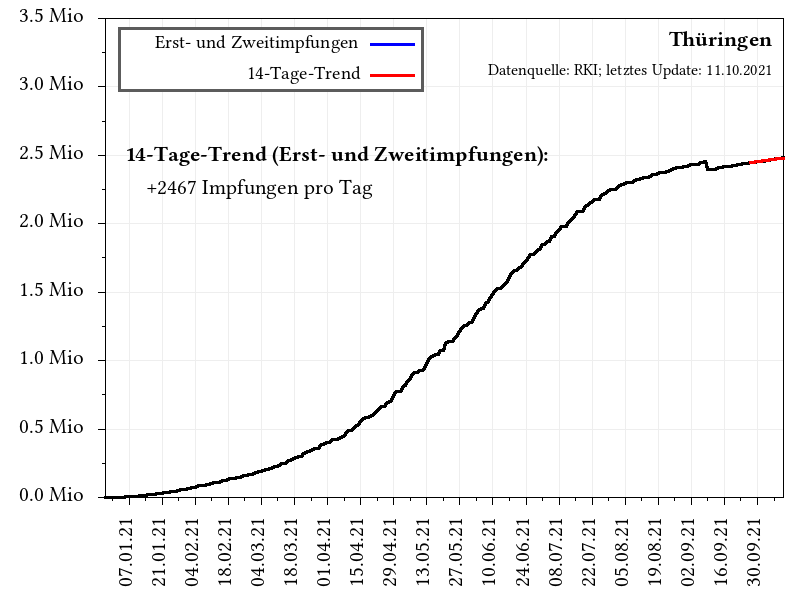 3.5 Mio
3.0 Mio
2.5 Mio
2.0 Mio
1.5 Mio
1.0 Mio
0.5 Mio
0.0 Mio
Erst- und Zweitimpfungen
14-Tage-Trend
Thüringen
Datenquelle: RKI; letztes Update: 11.10.2021
14-Tage-Trend (Erst- und Zweitimpfungen):
+2467 Impfungen pro Tag
07.01.21
21.01.21
04.02.21
18.02.21
04.03.21
18.03.21
01.04.21
15.04.21
29.04.21
13.05.21
27.05.21
10.06.21
24.06.21
08.07.21
22.07.21
05.08.21
19.08.21
02.09.21
16.09.21
30.09.21